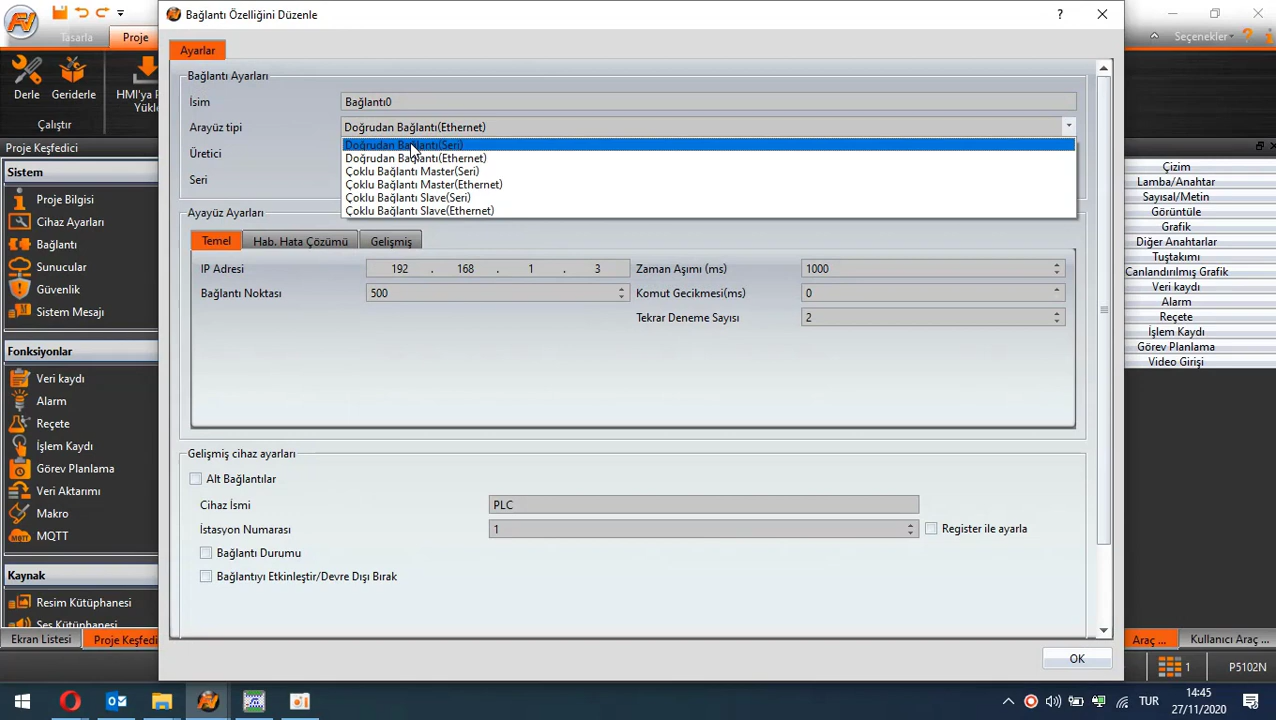 Bağlantı Özelliğini Düzenle
?
Tasarla
Proje
Seçenekler
Derle
Geriderle
HMI'ya
Yükle
Çalıştır
Proje Keşfedici
Sistem
Proje Bilgisi
Cihaz Ayarları
Bağlantı
Sunucular
Güvenlik
Sistem Mesajı
Fonksiyonlar
Veri kaydı
Alarm
Reçete
İşlem Kaydı
Görev Planlama
Veri Aktarımı
Makro
MQTT
Kaynak
Resim Kütüphanesi
Ses Kütüphanesi
Ekran Listesi
Proje Keşfedi
Ayarlar
Bağlantı Ayarları
İsim
Bağlantı0
Arayüz tipi
Doğrudan Bağlantı(Ethernet)
Doğrudan Bağlantı(Seri)
Doğrudan Bağlantı(Ethernet)
Çoklu Bağlantı Master(Seri)
Çoklu Bağlantı Master(Ethernet)
Çoklu Bağlantı Slave(Seri)
Çoklu Bağlantı Slave(Ethernet)
Üretici
Seri
Ayayüz Ayarları
Temel
Hab. Hata Çözümü
Gelişmiş
IP Adresi
192 . 168 . 1 . 3
Zaman Aşımı (ms)
1000
Bağlantı Noktası
500
Komut Gecikmesi(ms)
0
Tekrar Deneme Sayısı
2
Gelişmiş cihaz ayarları
Alt Bağlantılar
Cihaz İsmi
PLC
İstasyon Numarası
1
Register ile ayarla
Bağlantı Durumu
Bağlantıyı Etkinleştir/Devre Dışı Bırak
OK
Çizim
Lamba/Anahtar
Sayısal/Metin
Görüntüle
Grafik
Diğer Anahtarlar
Tuştakımı
Canlandırılmış Grafik
Veri kaydı
Alarm
Reçete
İşlem Kaydı
Görev Planlama
Video Girişi
Araç ...
Kullanıcı Araç ...
1
P5102N
TUR
14:45
27/11/2020